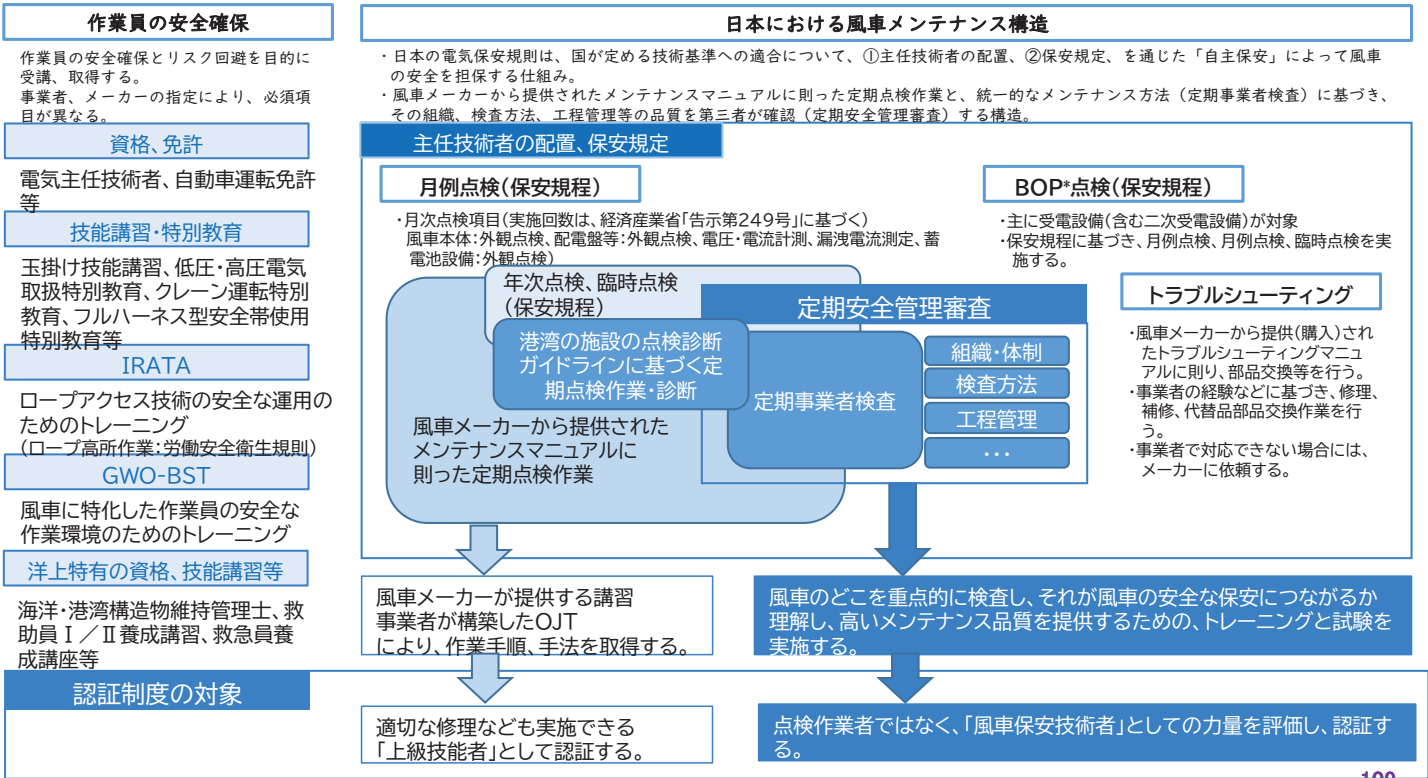 作業員の安全確保
作業員の安全確保とリスク回避を目的に
受講、取得する。
事業者、メーカーの指定により、必須項
目が異なる。
資格、免許
電気主任技術者、自動車運転免許
等
技能講習・特別教育
玉掛け技能講習、低圧・高圧電気
取扱特別教育、クレーン運転特別
教育、フルハーネス型安全帯使用
特別教育等
IRATA
ロープアクセス技術の安全な運用の
ためのトレーニング
(ロープ高所作業:労働安全衛生規則)
GWO-BST
風車に特化した作業員の安全な
作業環境のためのトレーニング
洋上特有の資格、技能講習等
海洋・港湾構造物維持管理士、救
助員Ⅰ/Ⅱ養成講習、救急員養
成講座等
日本における風車メンテナンス構造
・日本の電気保安規則は、国が定める技術基準への適合について、①主任技術者の配置、②保安規定、を通じた「自主保安」によって風車
の安全を担保する仕組み。
・風車メーカーから提供されたメンテナンスマニュアルに則った定期点検作業と、統一的なメンテナンス方法（定期事業者検査）に基づき、
その組織、検査方法、工程管理等の品質を第三者が確認（定期安全管理審査）する構造。
主任技術者の配置、保安規定
月例点検(保安規程)
・月次点検項目(実施回数は、経済産業省「告示第249号」に基づく)
風車本体:外観点検、配電盤等:外観点検、電圧・電流計測、漏洩電流測定、蓄
電池設備:外観点検)
BOP*点検(保安規程)
・主に受電設備(含む二次受電設備)が対象
・保安規程に基づき、月例点検、月例点検、臨時点検を実
施する。
年次点検、臨時点検
(保安規程)
港湾の施設の点検診断
ガイドラインに基づく定
期点検作業・診断
風車メーカーから提供された
メンテナンスマニュアルに
則った定期点検作業
定期安全管理審査
定期事業者検査
組織・体制
検査方法
工程管理
・・・
トラブルシューティング
・風車メーカーから提供(購入)され
たトラブルシューティングマニュ
アルに則り、部品交換等を行う。
・事業者の経験などに基づき、修理、
補修、代替品部品交換作業を行
う。
・事業者で対応できない場合には、
メーカーに依頼する。
風車メーカーが提供する講習
事業者が構築したOJT
により、作業手順、手法を取得する。
風車のどこを重点的に検査し、それが風車の安全な保安につながるか
理解し、高いメンテナンス品質を提供するための、トレーニングと試験を
実施する。
認証制度の対象
適切な修理なども実施できる
「上級技能者」として認証する。
点検作業者ではなく、「風車保安技術者」としての力量を評価し、認証す
る。